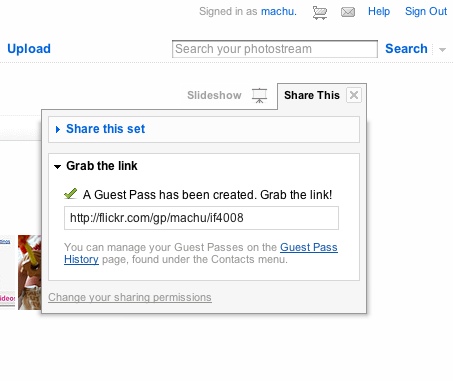 Signed in as machu. Help Sign Out
Upload Search your photostream Search
Slideshow Share This
Share this set
Grab the link
A Guest Pass has been created. Grab the link!
http://flickr.com/gp/machu/if4008
You can manage your Guest Passes on the Guest Pass
History page, found under the Contacts menu.
Change your sharing permissions